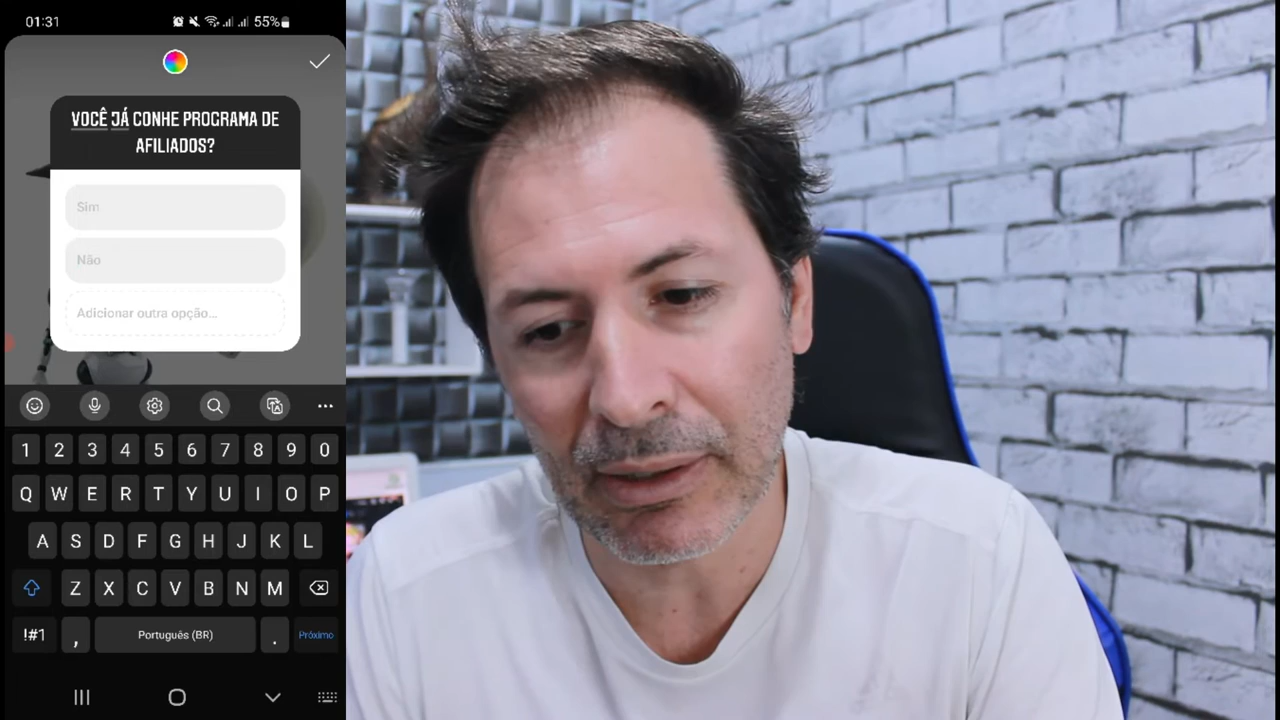 01:31
55%
VOCÊ JÁ CONHE PROGRAMA DE
AFILIADOS?
Sim
Não
Adicionar outra opção...
1 2 3 4 5 6 7 8 9 0
Q W E R T Y U I O P
A S D F G H J K L
Z X C V B N M
!#1 , Português (BR) . Próximo